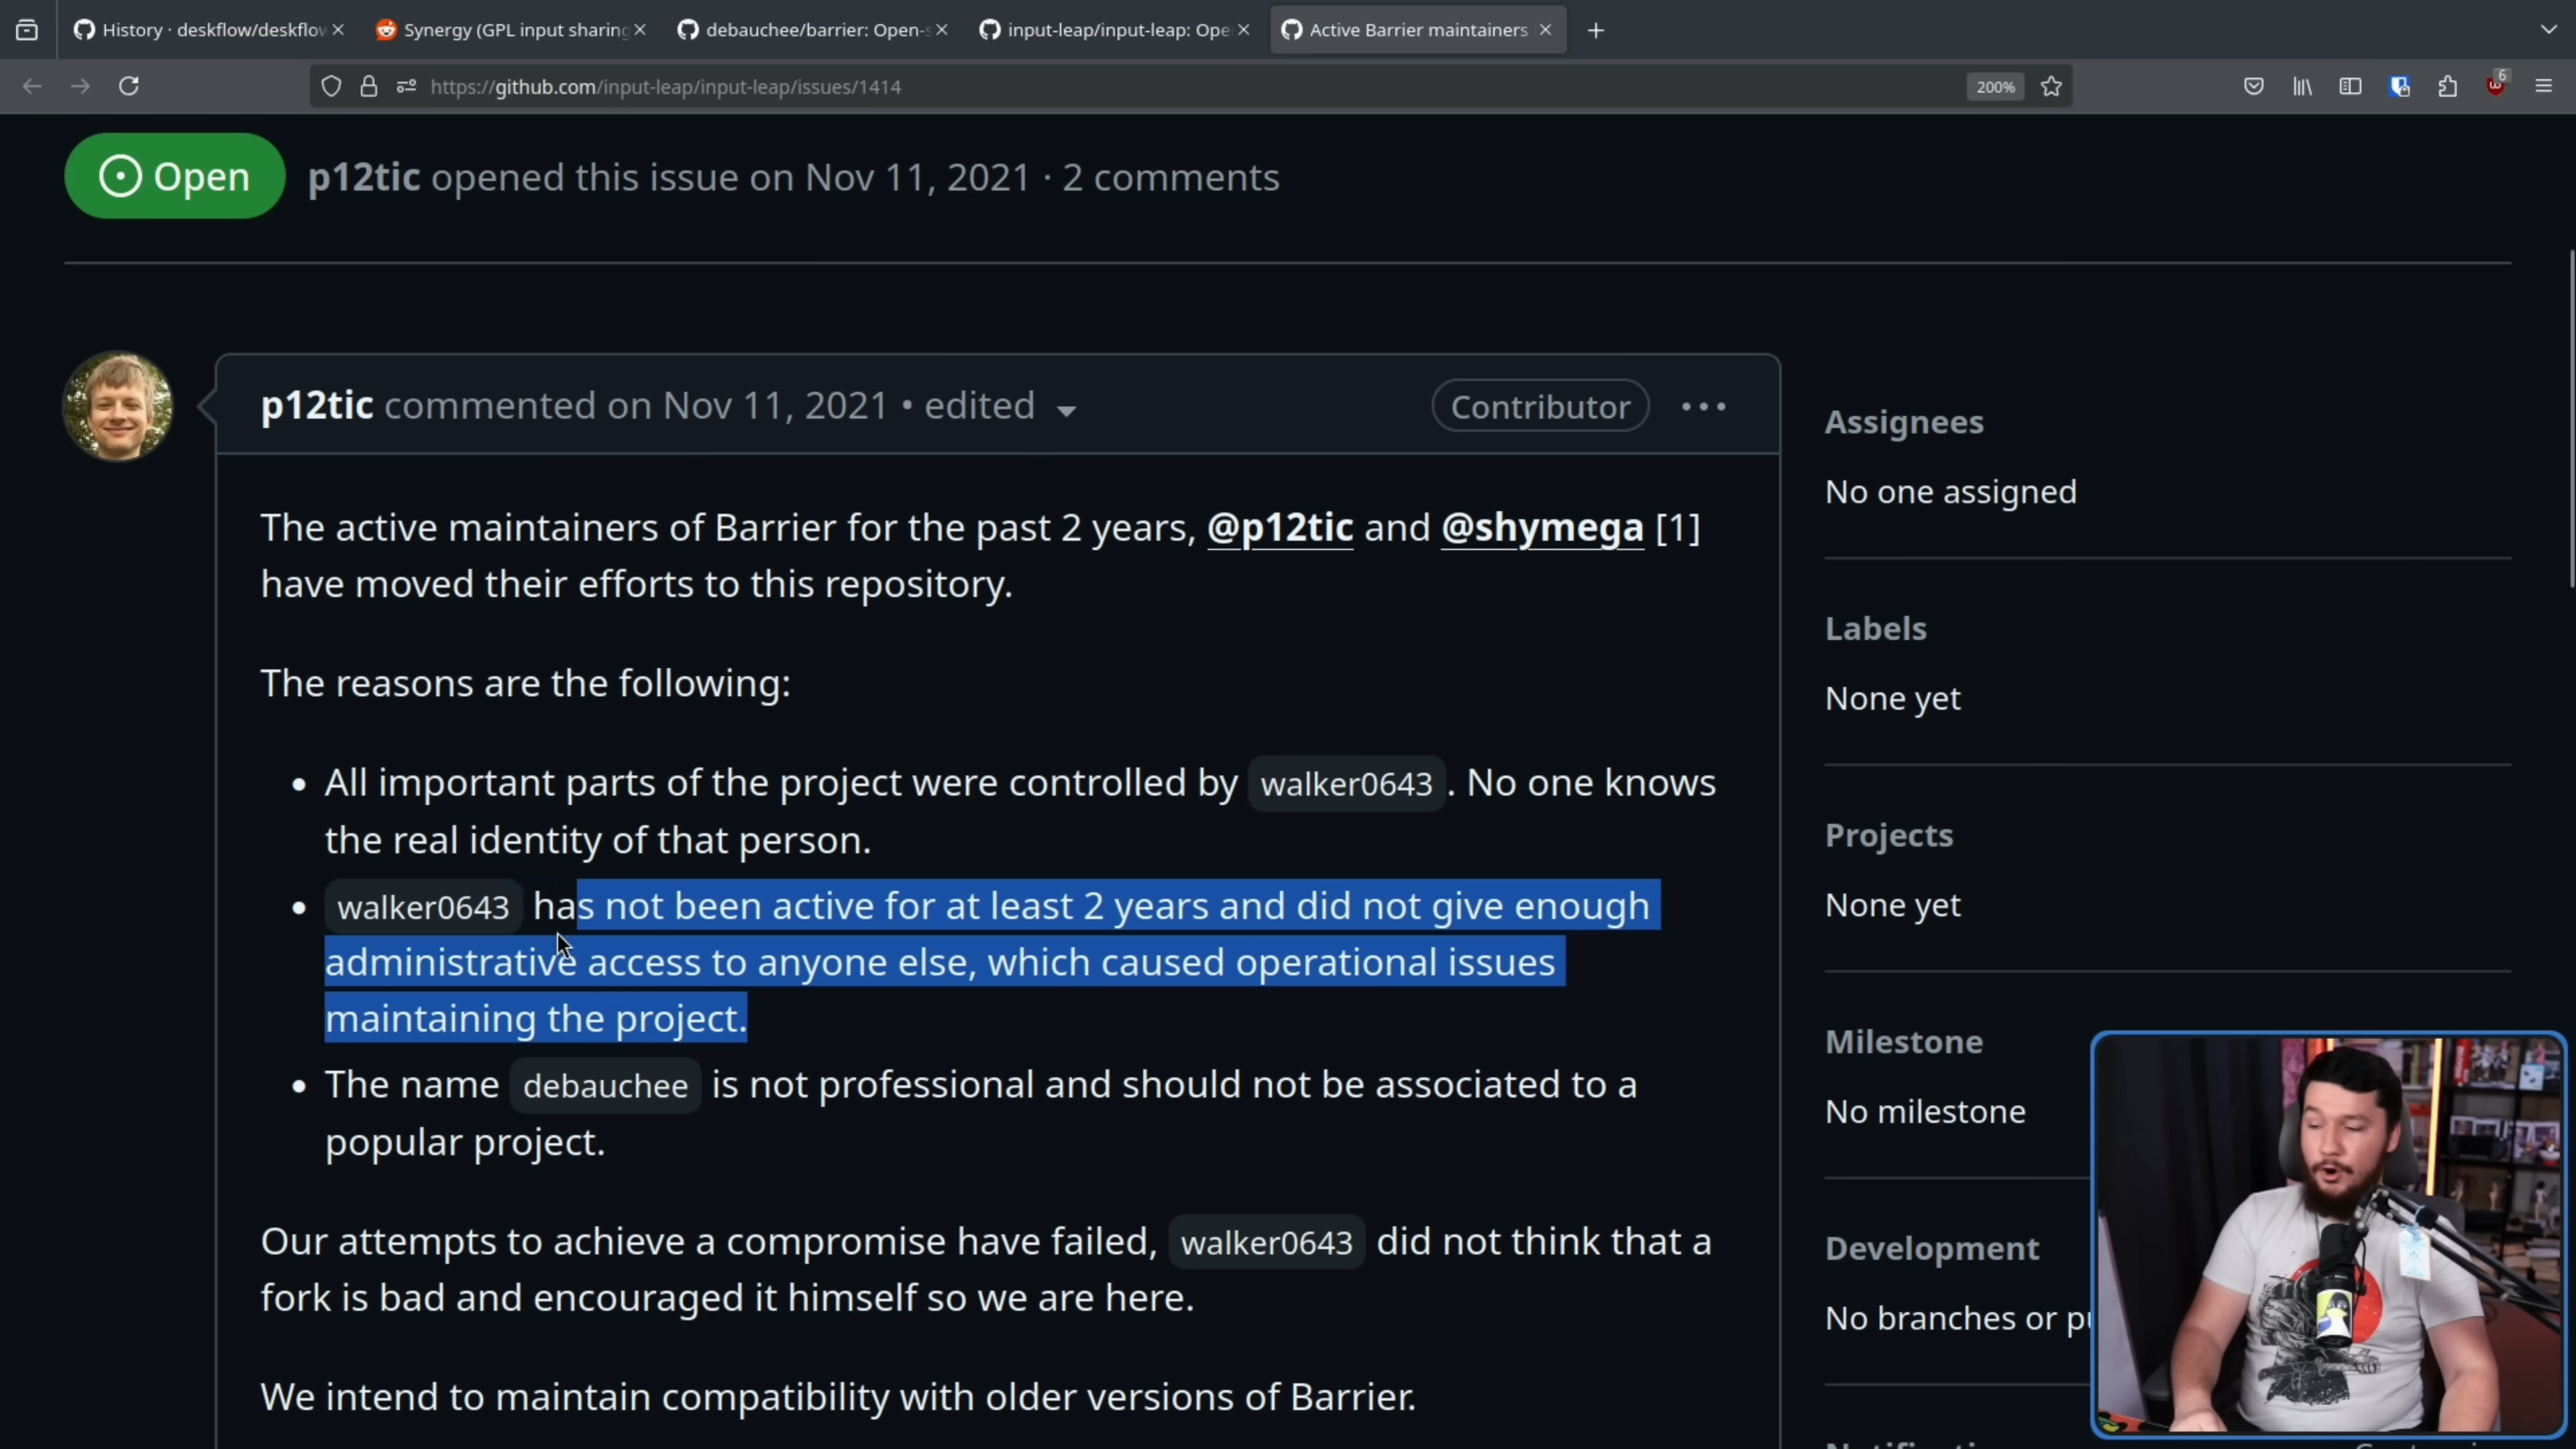 History · deskflow/deskflow
Synergy (GPL input sharing
debauchee/barrier: Open-s
input-leap/input-leap: Ope
Active Barrier maintainers
https://github.com/input-leap/input-leap/issues/1414
200%
6
Open
p12tic opened this issue on Nov 11, 2021 · 2 comments
p12tic commented on Nov 11, 2021 • edited
Contributor
The active maintainers of Barrier for the past 2 years, @p12tic and @shymega [1]
have moved their efforts to this repository.
The reasons are the following:
• All important parts of the project were controlled by walker0643. No one knows
the real identity of that person.
• walker0643 has not been active for at least 2 years and did not give enough
administrative access to anyone else, which caused operational issues
maintaining the project.
• The name debauchee is not professional and should not be associated to a
popular project.
Our attempts to achieve a compromise have failed, walker0643 did not think that a
fork is bad and encouraged it himself so we are here.
We intend to maintain compatibility with older versions of Barrier.
Assignees
No one assigned
Labels
None yet
Projects
None yet
Milestone
No milestone
Development
No branches or pu